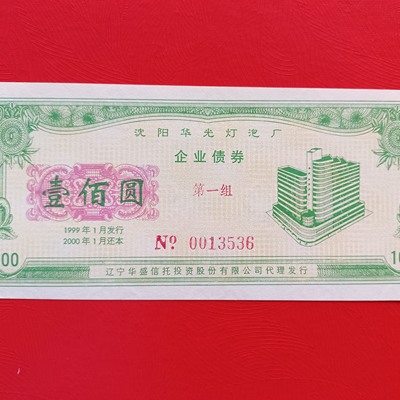 沈阳华光灯泡厂
企业债券
壹佰圆
第一组
1999年1月发行
2000年1月还本
№ 0013536
00
10
辽宁华盛信托投资股份有限公司代理发行